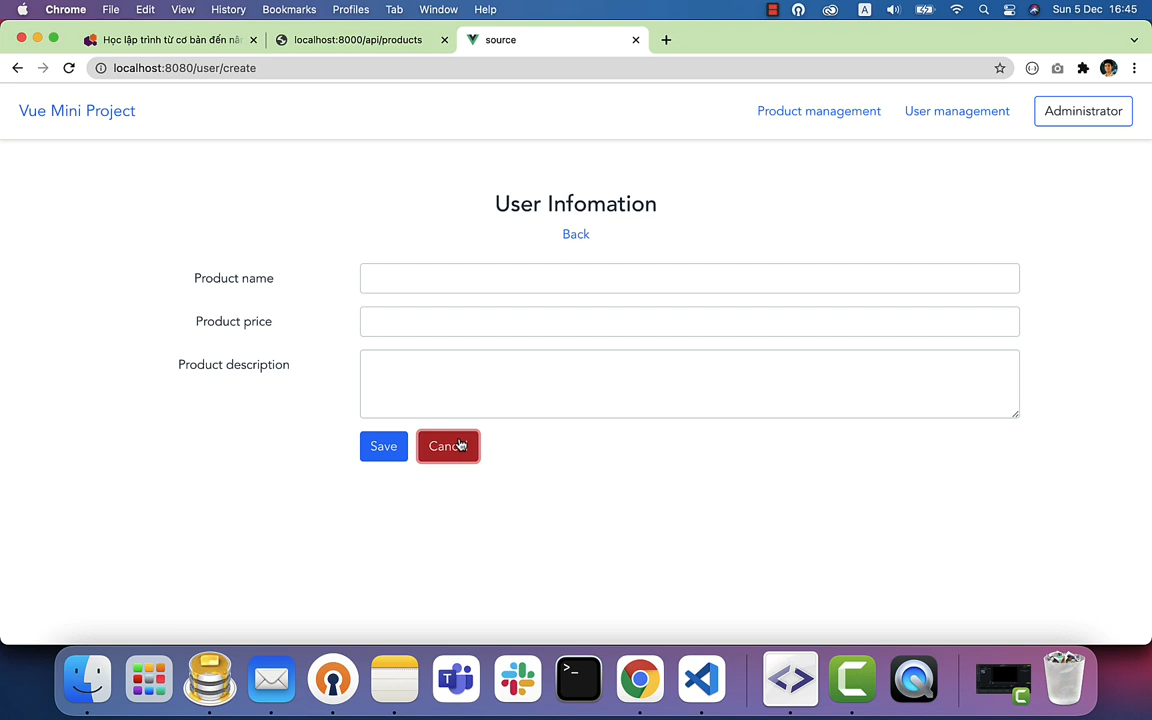 Chrome File Edit View History Bookmarks Profiles Tab Window Help A Sun 5 Dec 16:45
Học lập trình từ cơ bản đến localhost:8000/api/products source
localhost:8080/user/create
Vue Mini Project Product management User management Administrator
User Infomation
Back
Product name
Product price
Product description
Save